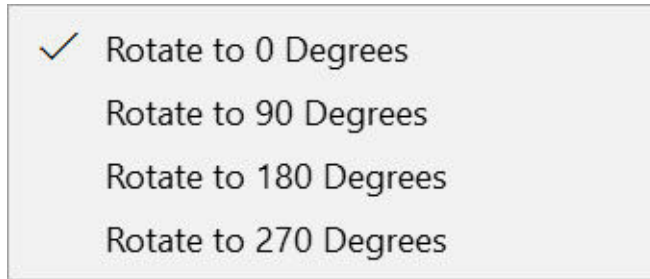 Rotate to 0 Degrees
Rotate to 90 Degrees
Rotate to 180 Degrees
Rotate to 270 Degrees